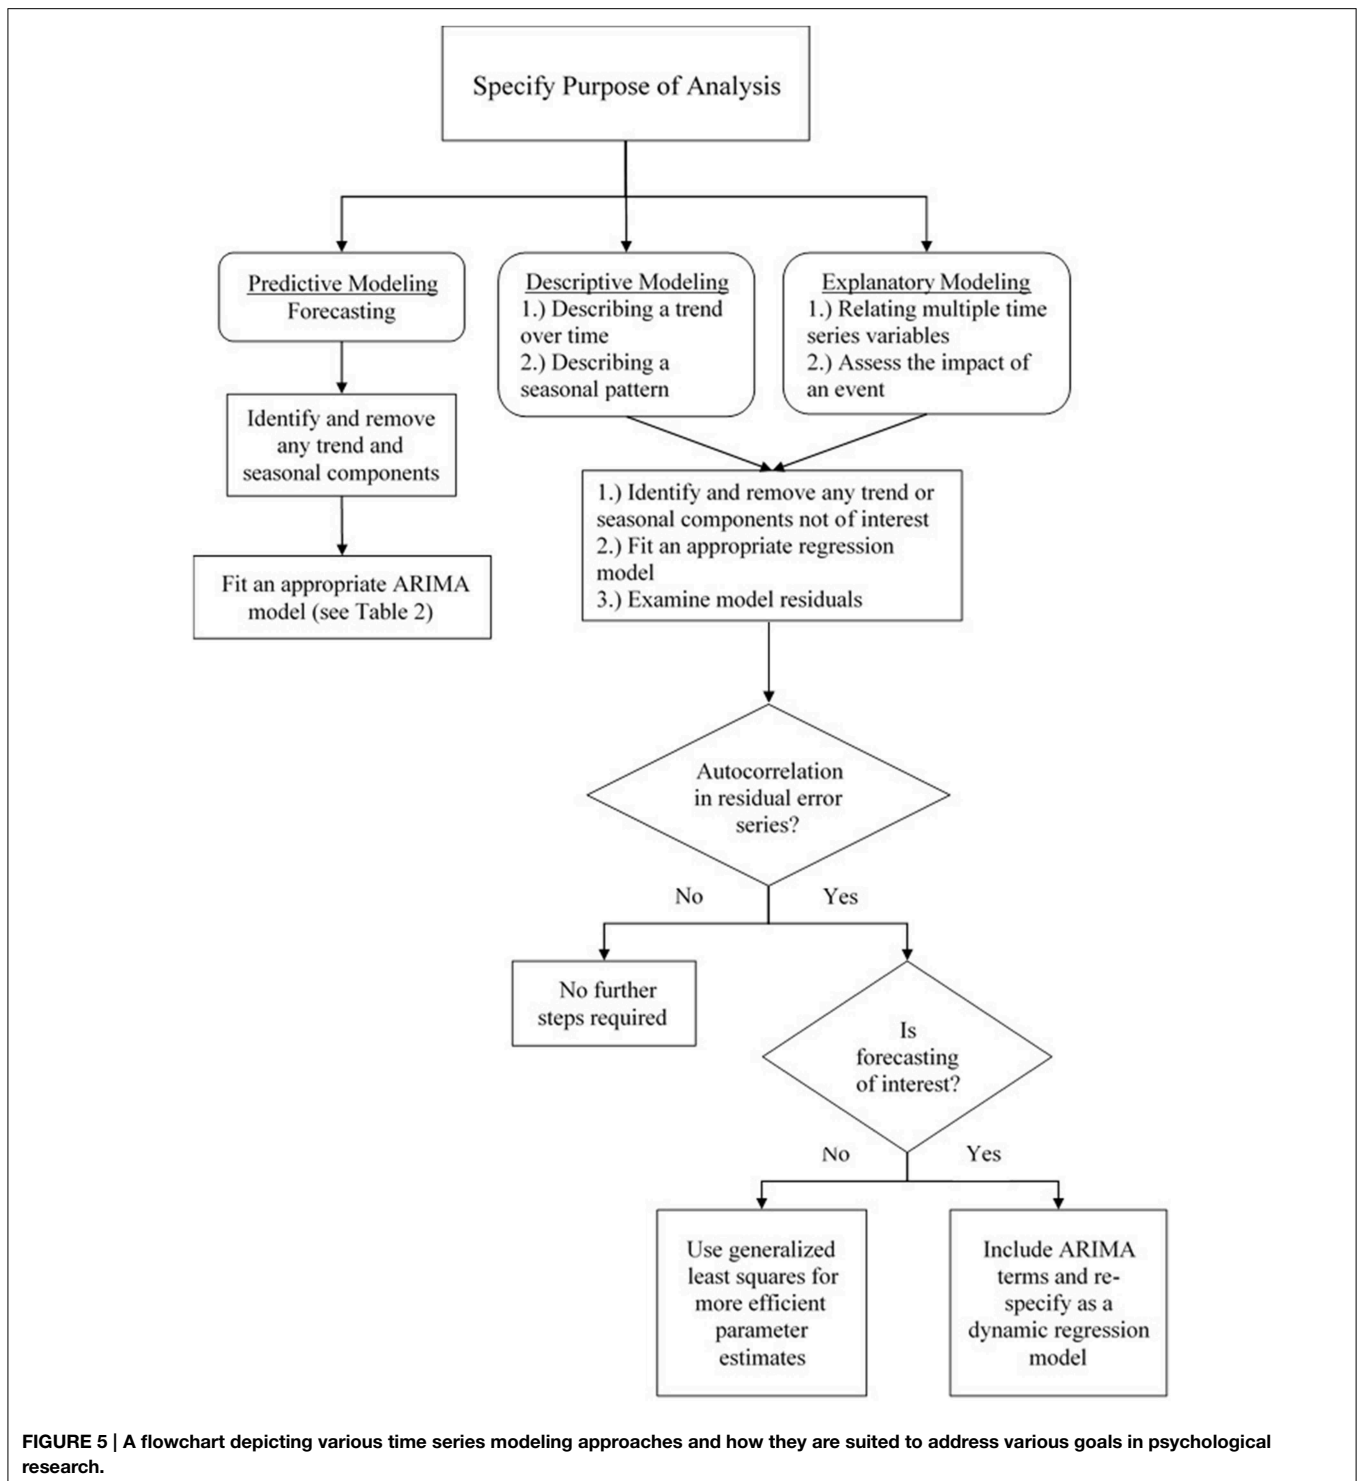 Specify Purpose of Analysis
Predictive Modeling
Forecasting
Descriptive Modeling
1.) Describing a trend
over time
2.) Describing a
seasonal pattern
Explanatory Modeling
1.) Relating multiple time
series variables
2.) Assess the impact of
an event
Identify and remove
any trend and
seasonal components
Fit an appropriate ARIMA
model (see Table 2)
1.) Identify and remove any trend or
seasonal components not of interest
2.) Fit an appropriate regression
model
3.) Examine model residuals
Autocorrelation
in residual error
series?
No
Yes
No further
steps required
Is
forecasting
of interest?
No
Yes
Use generalized
least squares for
more efficient
parameter
estimates
Include ARIMA
terms and re-
specify as a
dynamic regression
model
FIGURE 5 | A flowchart depicting various time series modeling approaches and how they are suited to address various goals in psychological
research.